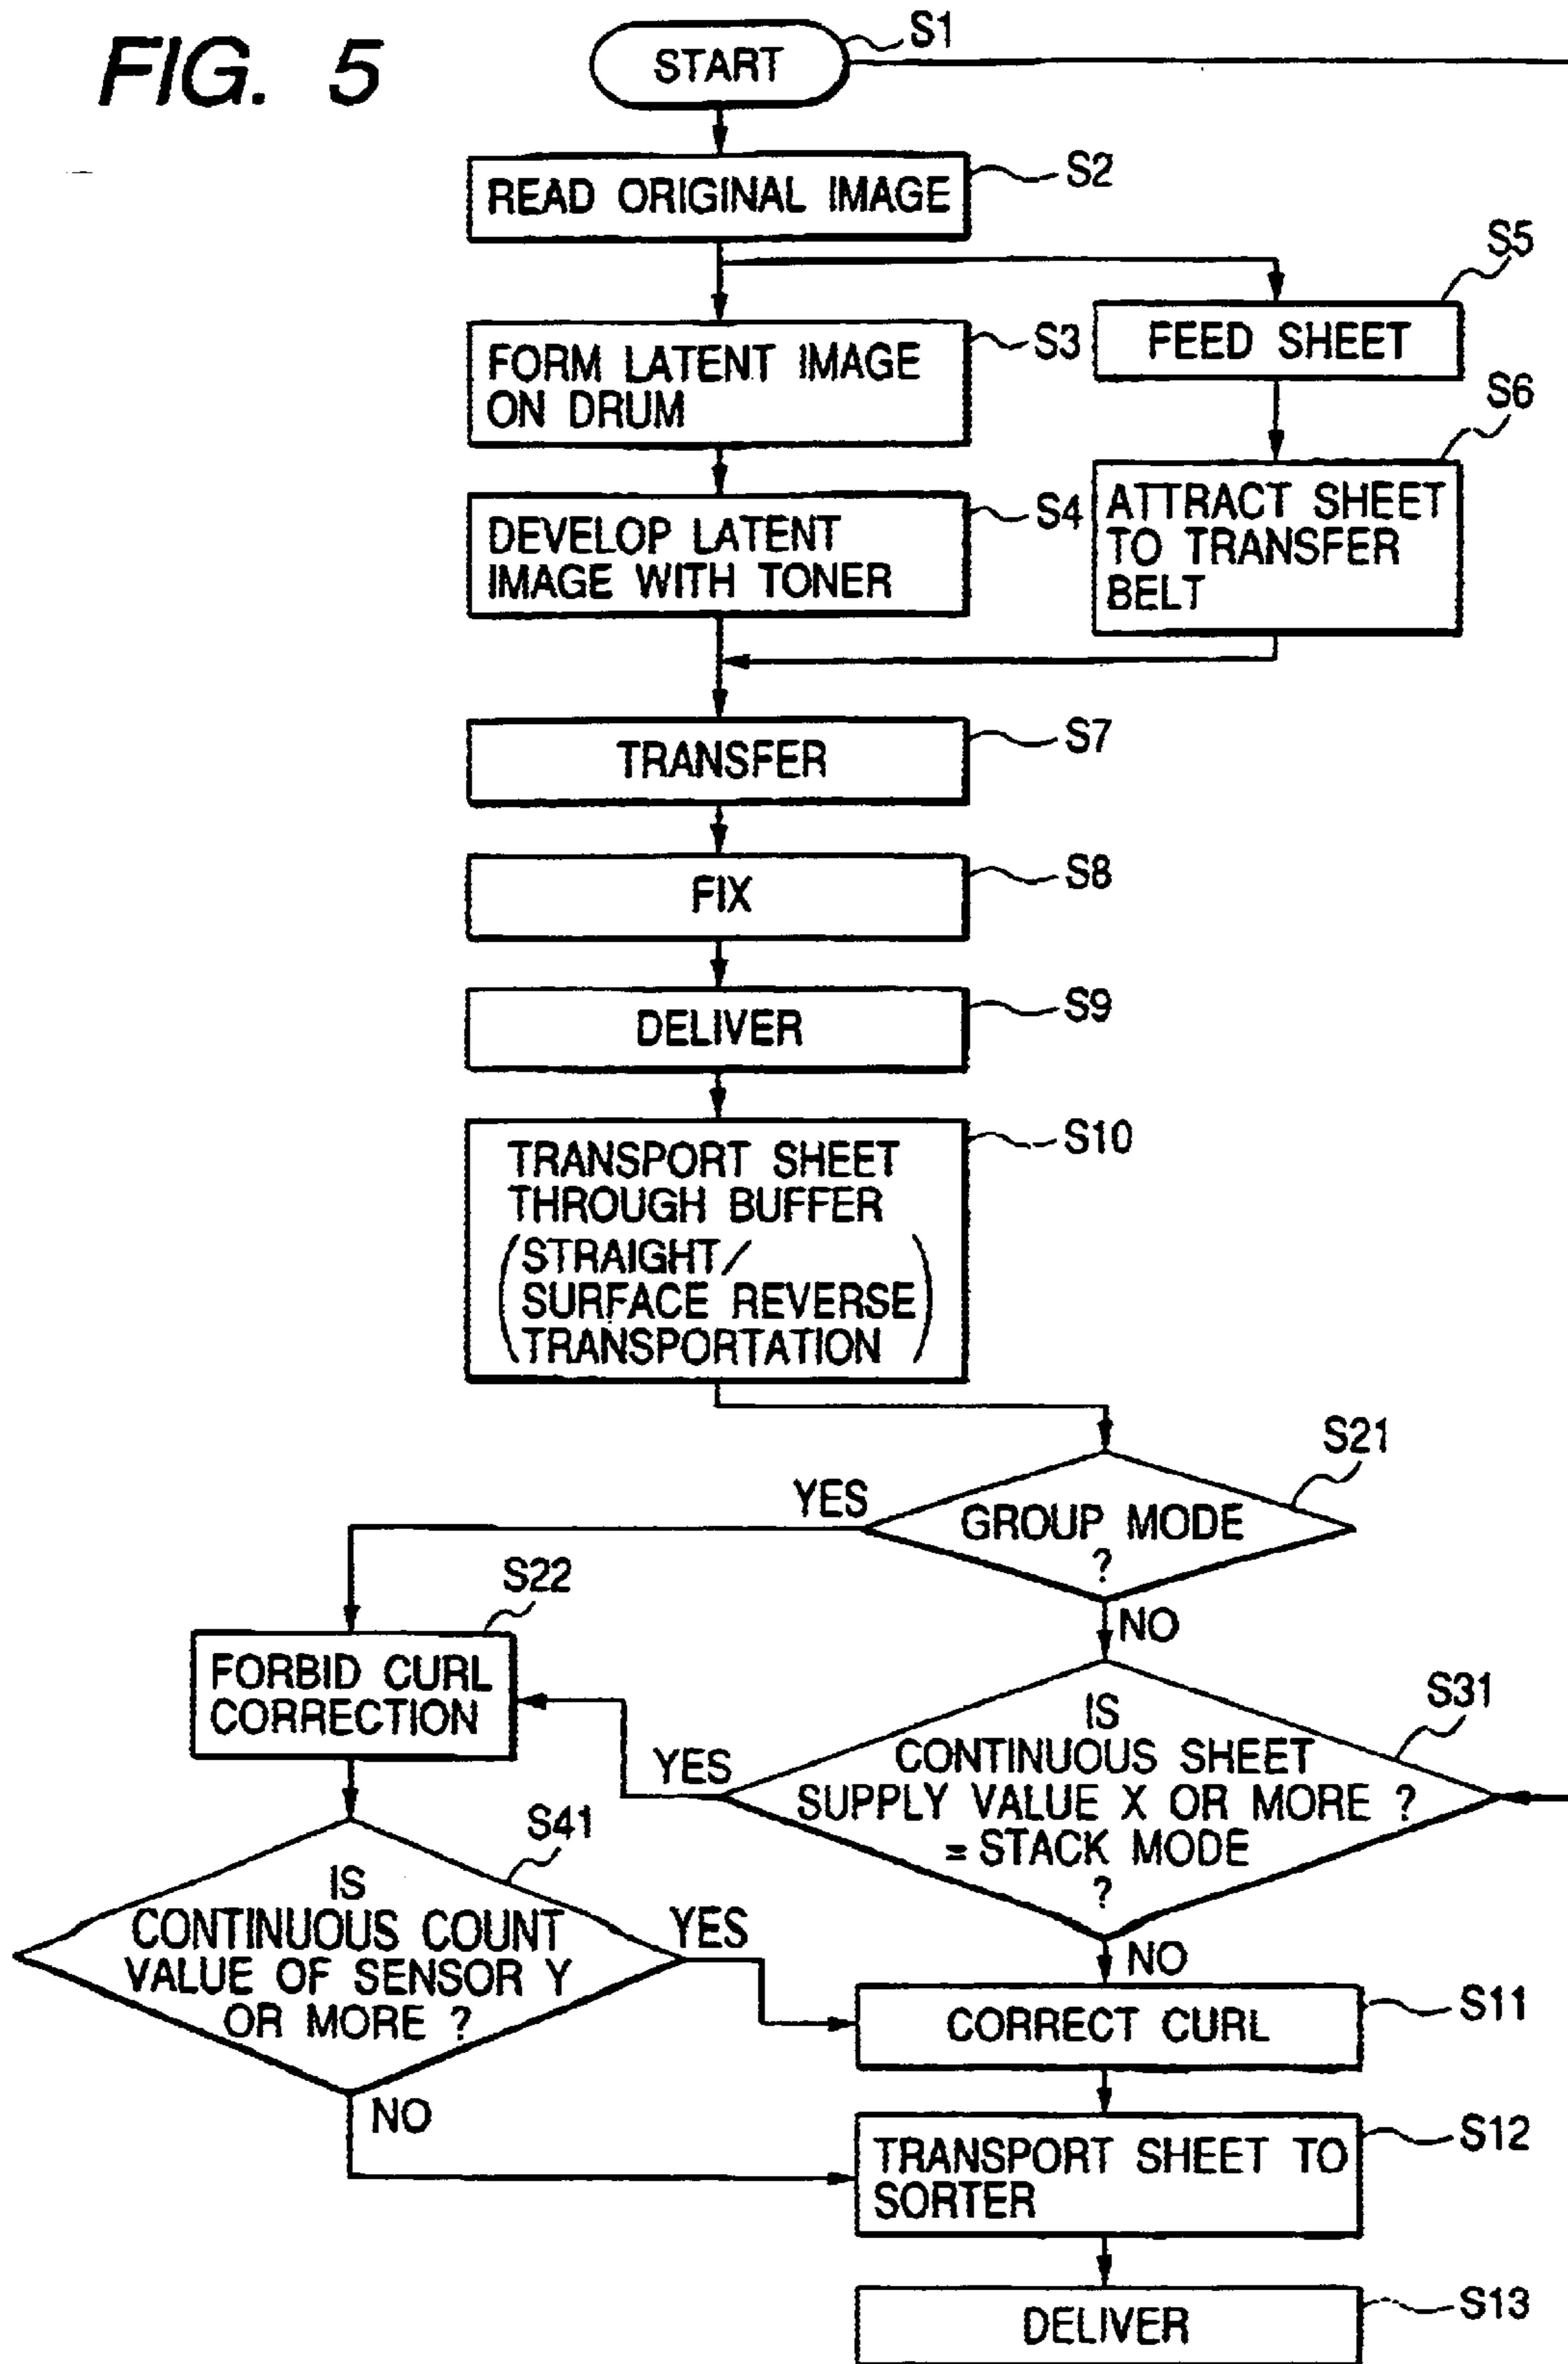 FIG. 5
START
S1
READ ORIGINAL IMAGE
S2
FORM LATENT IMAGE
ON DRUM
S3
DEVELOP LATENT
IMAGE WITH TONER
S4
FEED SHEET
S5
ATTRACT SHEET
TO TRANSFER
BELT
S6
TRANSFER
S7
FIX
S8
DELIVER
S9
TRANSPORT SHEET
THROUGH BUFFER
(STRAIGHT/
SURFACE REVERSE
TRANSPORTATION)
S10
GROUP MODE
?
S21
YES
NO
FORBID CURL
CORRECTION
S22
IS
CONTINUOUS SHEET
SUPPLY VALUE X OR MORE ?
= STACK MODE
?
S31
YES
NO
IS
CONTINUOUS COUNT
VALUE OF SENSOR Y
OR MORE ?
S41
YES
NO
CORRECT CURL
S11
TRANSPORT SHEET TO
SORTER
S12
DELIVER
S13